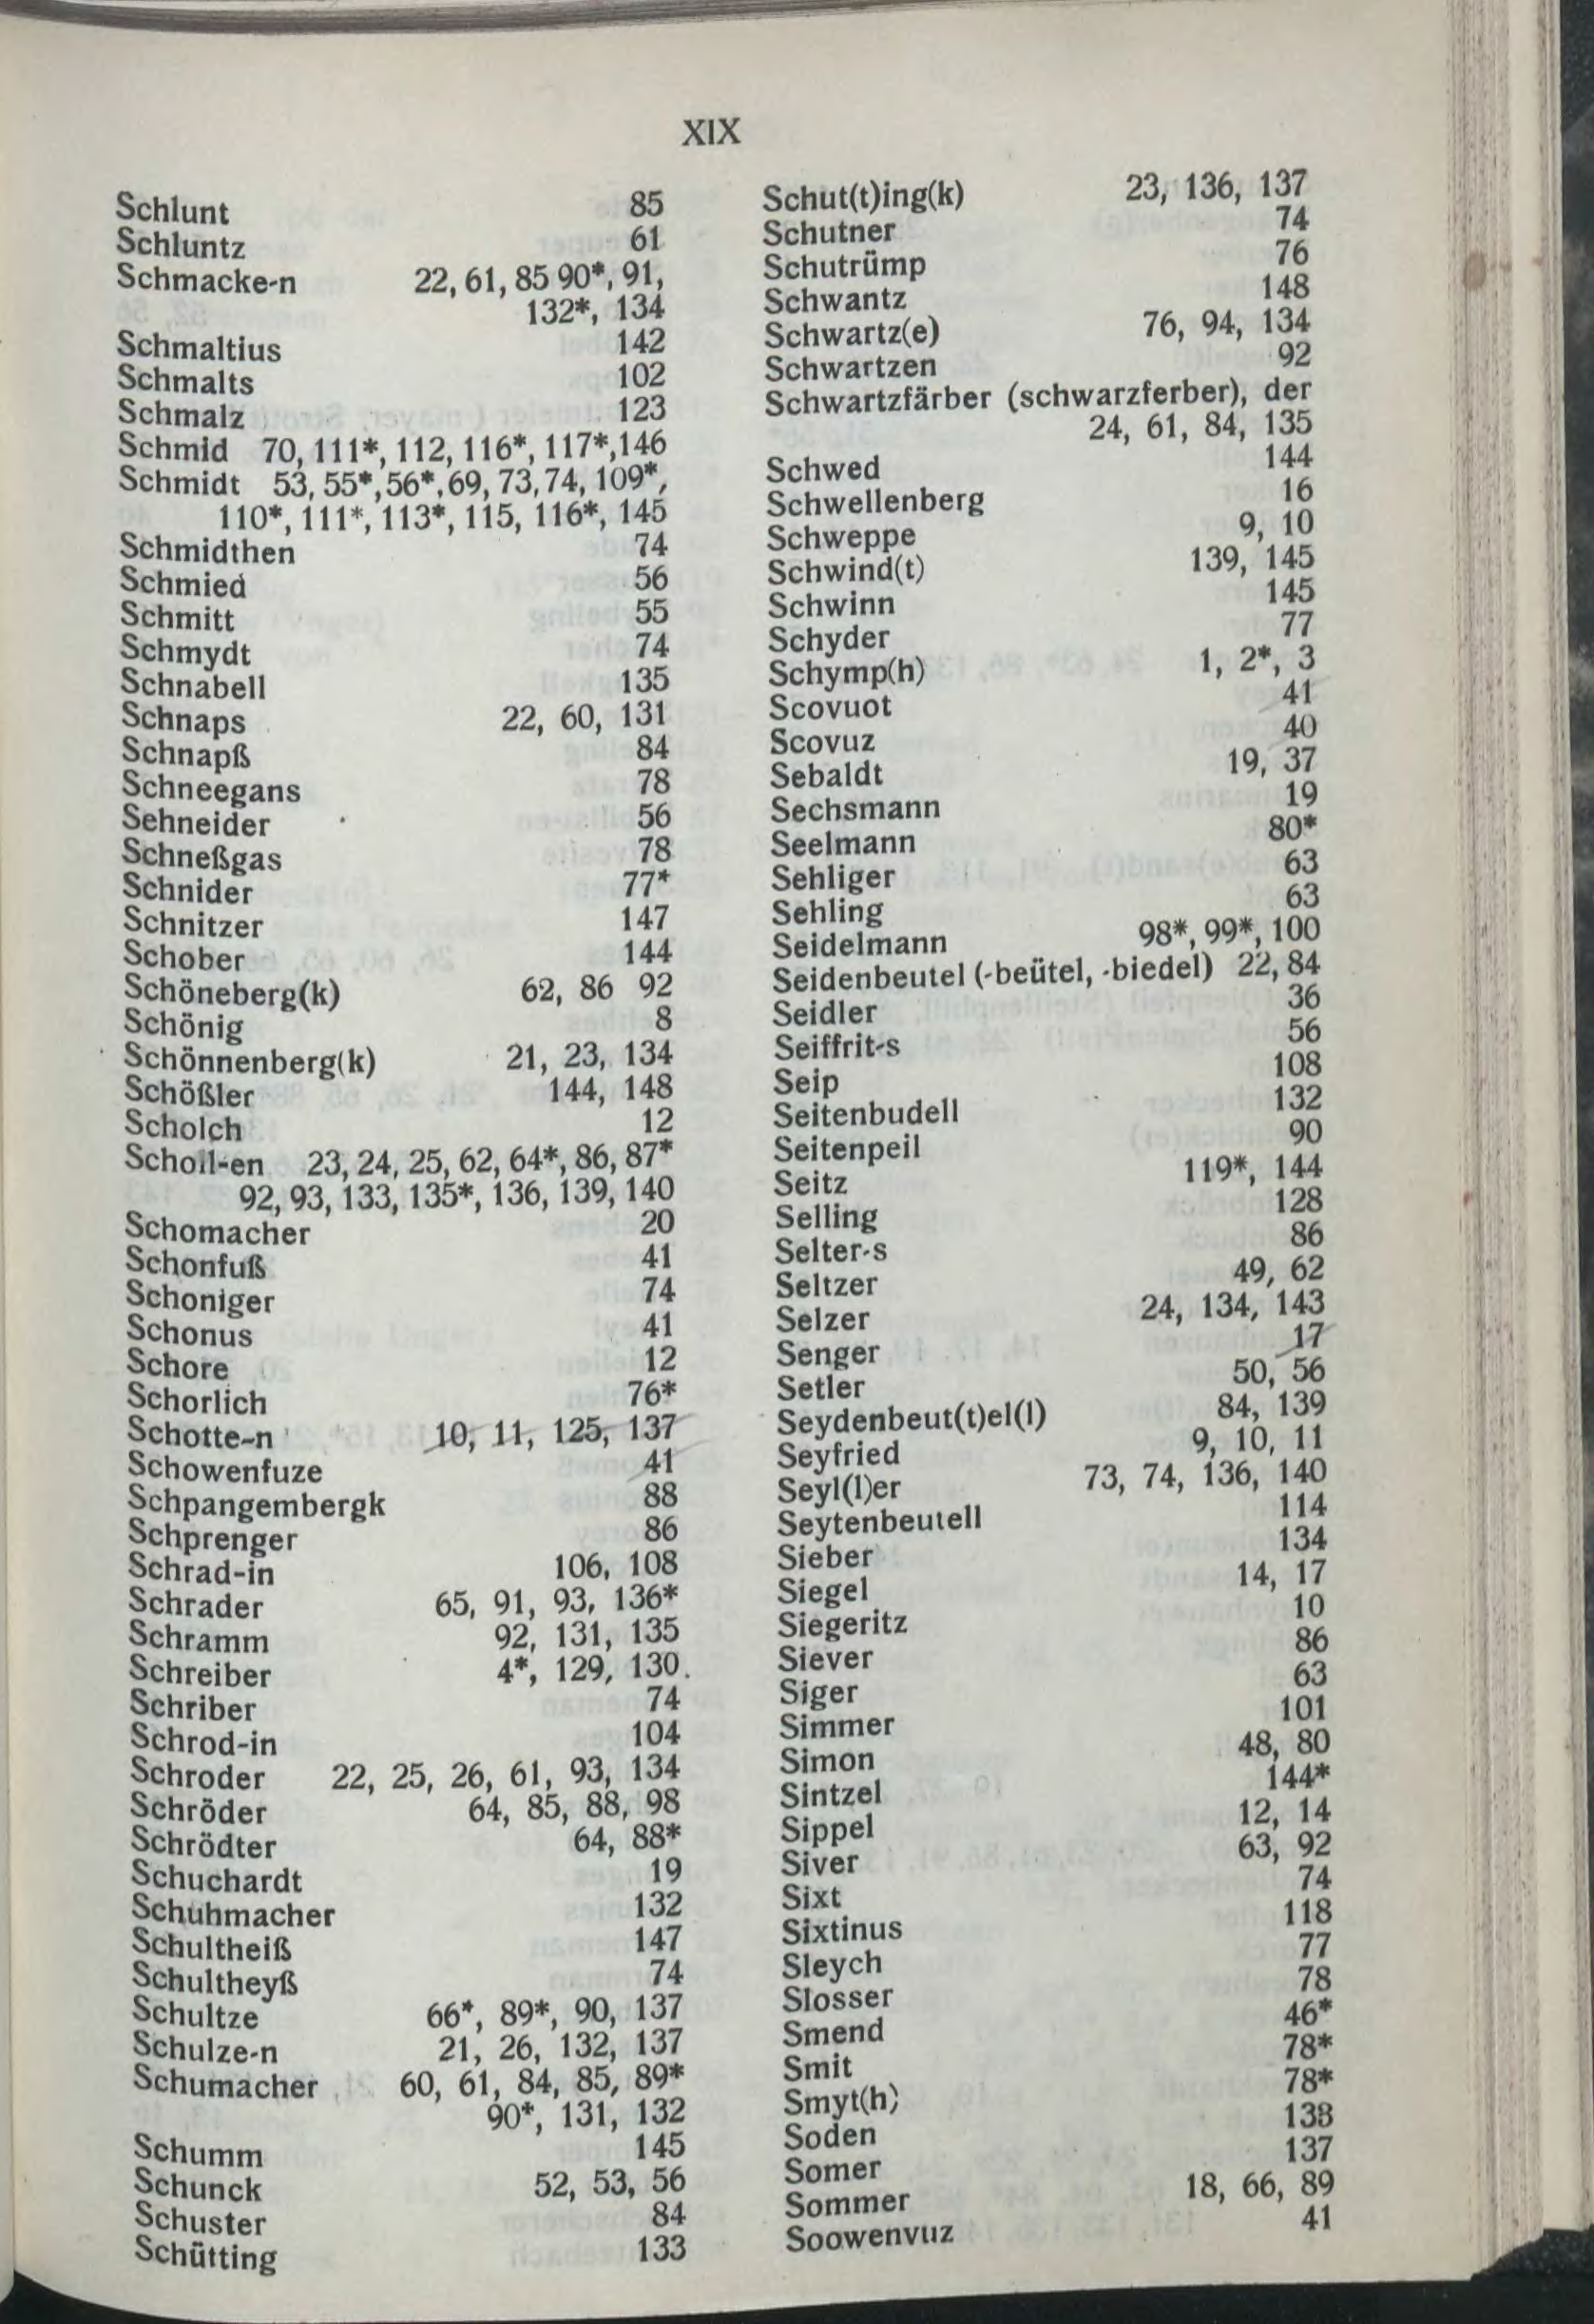 XIX
Schlunt 85
Schluntz 61
Schmacke-n 22, 61, 85 90*, 91,
132*, 134
Schmaltius 142
Schmalts 102
Schmalz 123
Schmid 70, 111*, 112, 116*, 117*,146
Schmidt 53, 55*,56*,69, 73,74, 109*,
110*, 111*, 113*, 115, 116*, 145
Schmidthen 74
Schmied 56
Schmitt 55
Schmydt 74
Schnabell 135
Schnaps 22, 60, 131
Schnapß 84
Schneegans 78
Sehneider 56
Schneßgas 78
Schnider 77*
Schnitzer 147
Schober 144
Schöneberg(k) 62, 86 92
Schönig 8
Schönnenberg(k) 21, 23, 134
Schößler 144, 148
Scholch 12
Scholl-en 23, 24, 25, 62, 64*, 86, 87*
92, 93, 133, 135*, 136, 139, 140
Schomacher 20
Schonfuß 41
Schoniger 74
Schonus 41
Schore 12
Schorlich 76*
Schotte-n 10, 11, 125, 137
Schowenfuze 41
Schpangembergk 88
Schprenger 86
Schrad-in 106, 108
Schrader 65, 91, 93, 136*
Schramm 92, 131, 135
Schreiber 4*, 129, 130.
Schriber 74
Schrod-in 104
Schroder 22, 25, 26, 61, 93, 134
Schröder 64, 85, 88, 98
Schrödter 64, 88*
Schuchardt 19
Schuhmacher 132
Schultheiß 147
Schultheyß 74
Schultze 66*, 89*, 90, 137
Schulze-n 21, 26, 132, 137
Schumacher 60, 61, 84, 85, 89*
90*, 131, 132
Schumm 145
Schunck 52, 53, 56
Schuster 84
Schütting 133
Schut(t)ing(k) 23, 136, 137
Schutner 74
Schutrümp 76
Schwantz 148
Schwartz(e) 76, 94, 134
Schwartzen 92
Schwartzfärber (schwarzferber), der
24, 61, 84, 135
Schwed 144
Schwellenberg 16
Schweppe 9, 10
Schwind(t) 139, 145
Schwinn 145
Schyder 77
Schymp(h) 1, 2*, 3
Scovuot 41
Scovuz 40
Sebaldt 19, 37
Sechsmann 19
Seelmann 80*
Sehliger 63
Sehling 63
Seidelmann 98*, 99*, 100
Seidenbeutel (-beütel, -biedel) 22, 84
Seidler 36
Seiffrit-s 56
Seip 108
Seitenbudell 132
Seitenpeil 90
Seitz 119*, 144
Selling 128
Selter-s 86
Seltzer 49, 62
Selzer 24, 134, 143
Senger 17
Setler 50, 56
Seydenbeut(t)el(l) 84, 139
Seyfried 9, 10, 11
Seyl(l)er 73, 74, 136, 140
Seytenbeutell 114
Sieber 134
Siegel 14, 17
Siegeritz 10
Siever 86
Siger 63
Simmer 101
Simon 48, 80
Sintzel 144*
Sippel 12, 14
Siver 63, 92
Sixt 74
Sixtinus 118
Sleych 77
Slosser 78
Smend 46*
Smit 78*
Smyt(h) 78*
Soden 138
Somer 137
Sommer 18, 66, 89
Soowenvuz 41